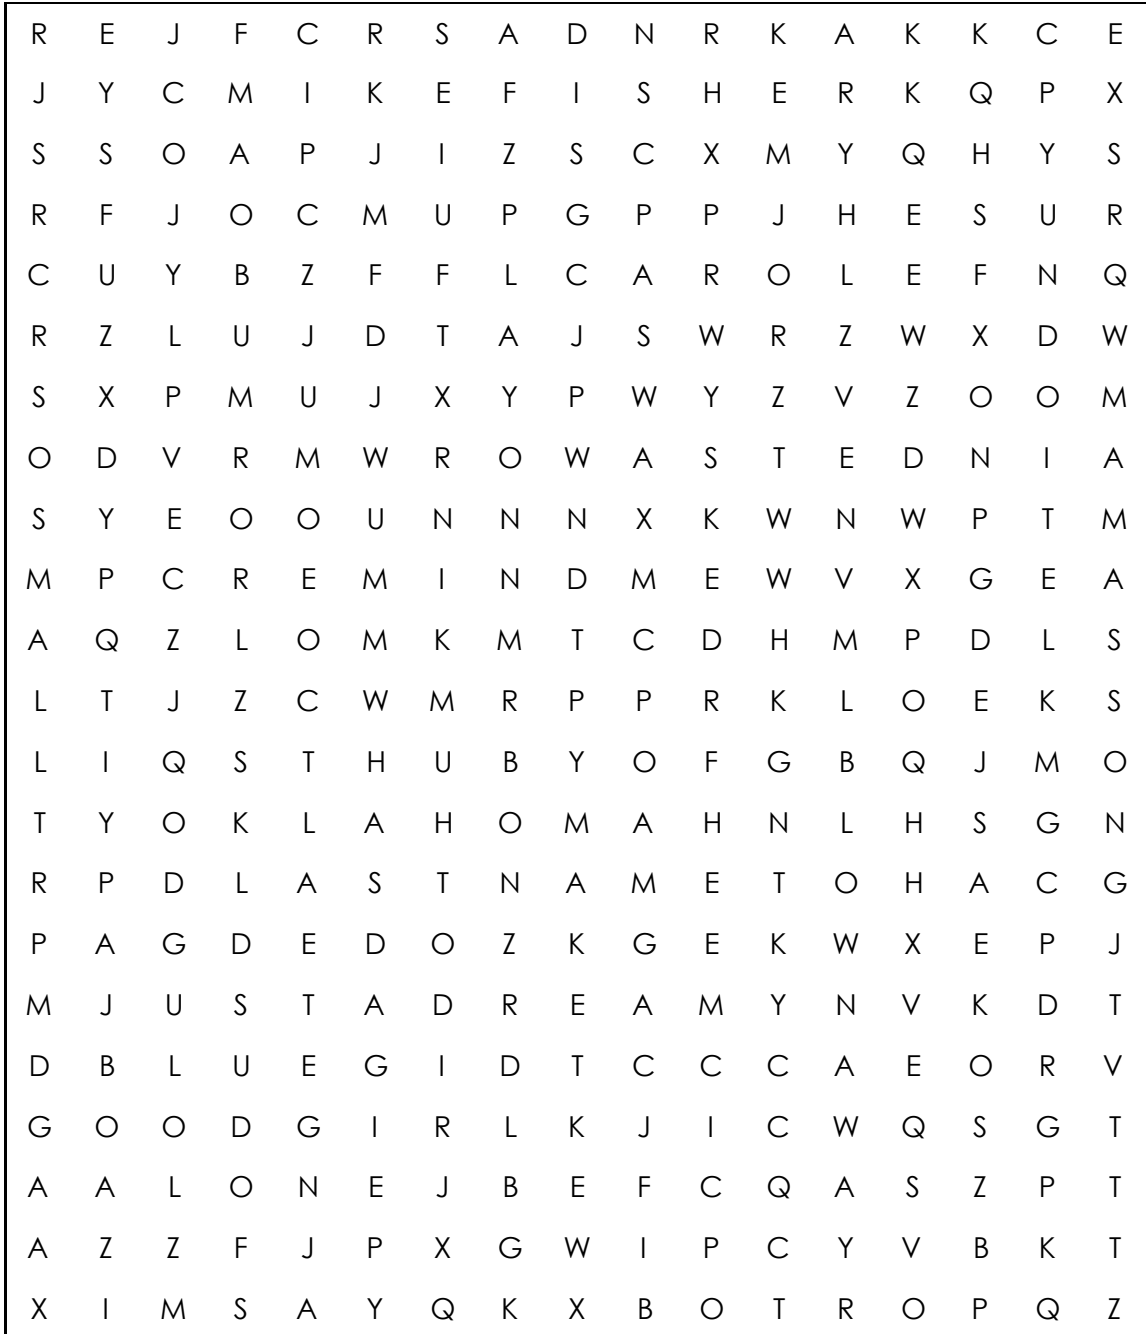 R E J F C R S A D N R K A K K C E
J Y C M I K E F I S H E R K Q P X
S S O A P J I Z S C X M Y Q H Y S
R F J O C M U P G P P J H E S U R
C U Y B Z F F L C A R O L E F N Q
R Z L U J D T A J S W R Z W X D W
S X P M U J X Y P W Y Z V Z O O M
O D V R M W R O W A S T E D N I A
S Y E O O U N N N X K W N W P T M
M P C R E M I N D M E W V X G E A
A Q Z L O M K M T C D H M P D L S
L T J Z C W M R P P R K L O E K S
L I Q S T H U B Y O F G B Q J M O
T Y O K L A H O M A H N L H S G N
R P D L A S T N A M E T O H A C G
P A G D E D O Z K G E K W X E P J
M J U S T A D R E A M Y N V K D T
D B L U E G I D T C C C A E O R V
G O O D G I R L K J I C W Q S G T
A A L O N E J B E F C Q A S Z P T
A Z Z F J P X G W I P C Y V B K T
X I M S A Y Q K X B O T R O P Q Z